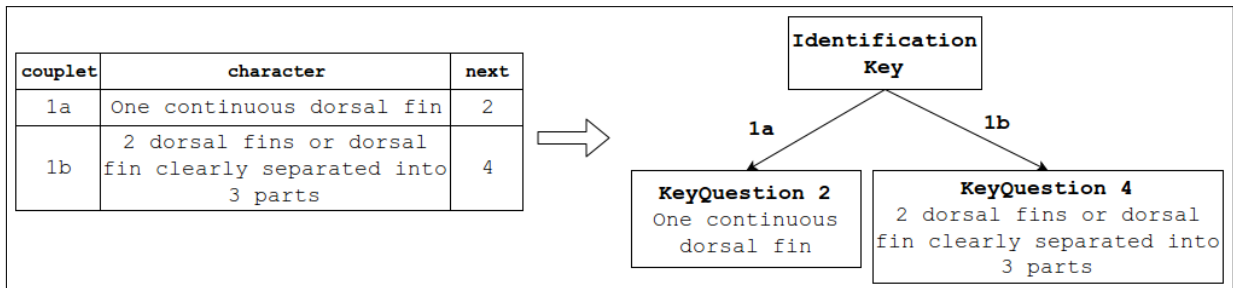 couplet character next
1a One continuous dorsal fin 2
1b 2 dorsal fins or dorsal fin clearly separated into 3 parts 4
Identification
Key
1a
1b
KeyQuestion 2
One continuous
dorsal fin
KeyQuestion 4
2 dorsal fins or dorsal
fin clearly separated into
3 parts